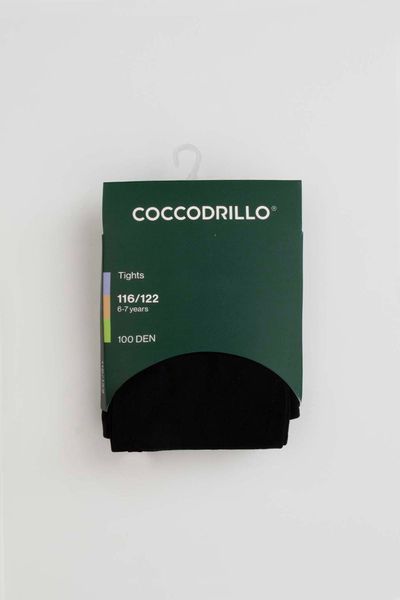 COCCODRILLO®
Tights
116/122
6-7 years
100 DEN